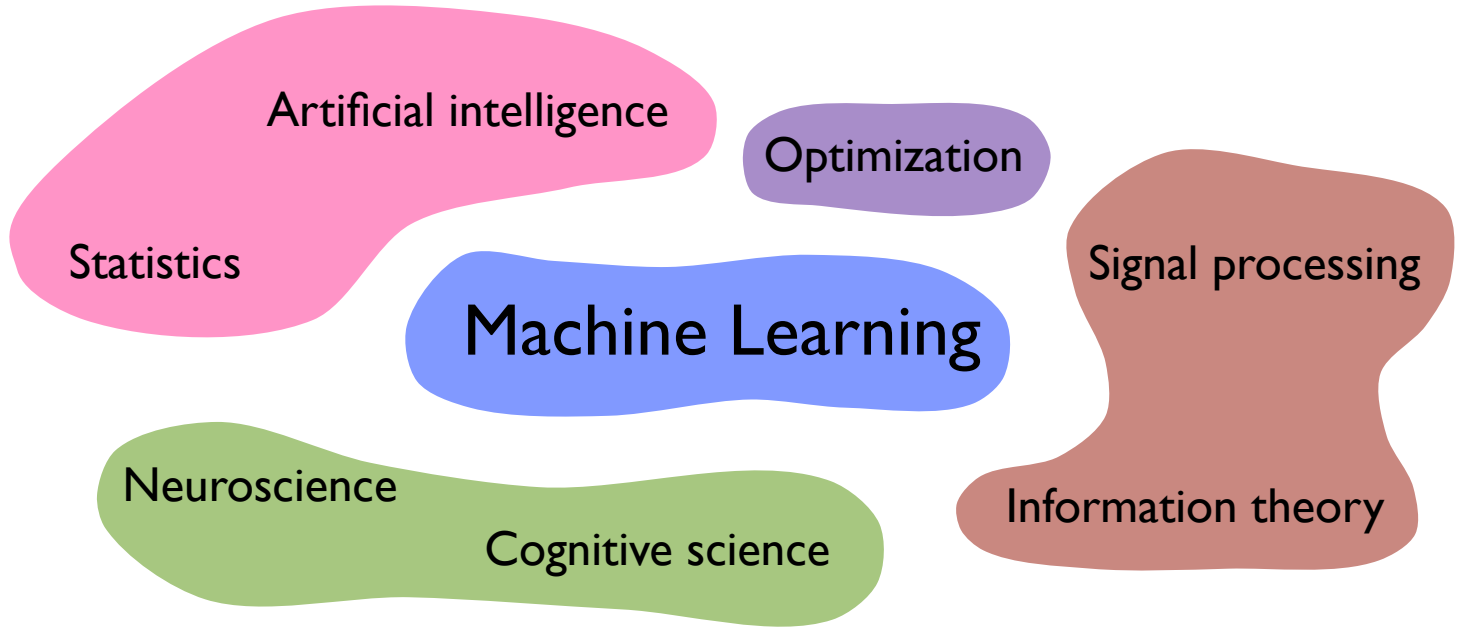 Artificial intelligence
Optimization
Statistics
Signal processing
Machine Learning
Neuroscience
Information theory
Cognitive science